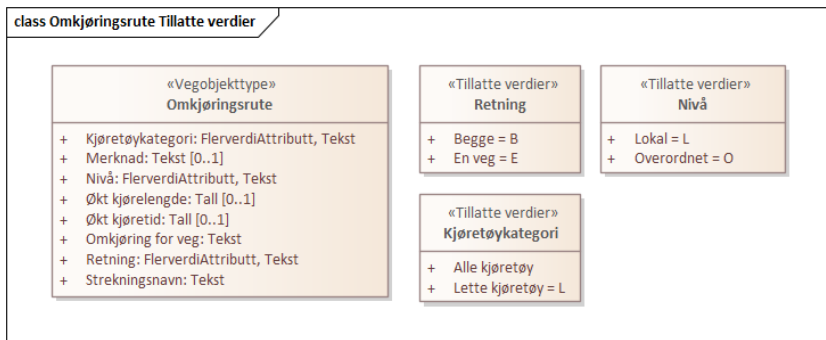 class Omkjøringsrute Tillatte verdier
«Vegobjekttype»
Omkjøringsrute
+ Kjøretøykategori: FlerverdiAttributt, Tekst
+ Merknad: Tekst [0..1]
+ Nivå: FlerverdiAttributt, Tekst
+ Økt kjørelengde: Tall [0..1]
+ Økt kjøretid: Tall [0..1]
+ Omkjøring for veg: Tekst
+ Retning: FlerverdiAttributt, Tekst
+ Strekningsnavn: Tekst
«Tillatte verdier»
Retning
+ Begge = B
+ En veg = E
«Tillatte verdier»
Nivå
+ Lokal = L
+ Overordnet = O
«Tillatte verdier»
Kjøretøykategori
+ Alle kjøretøy
+ Lette kjøretøy = L